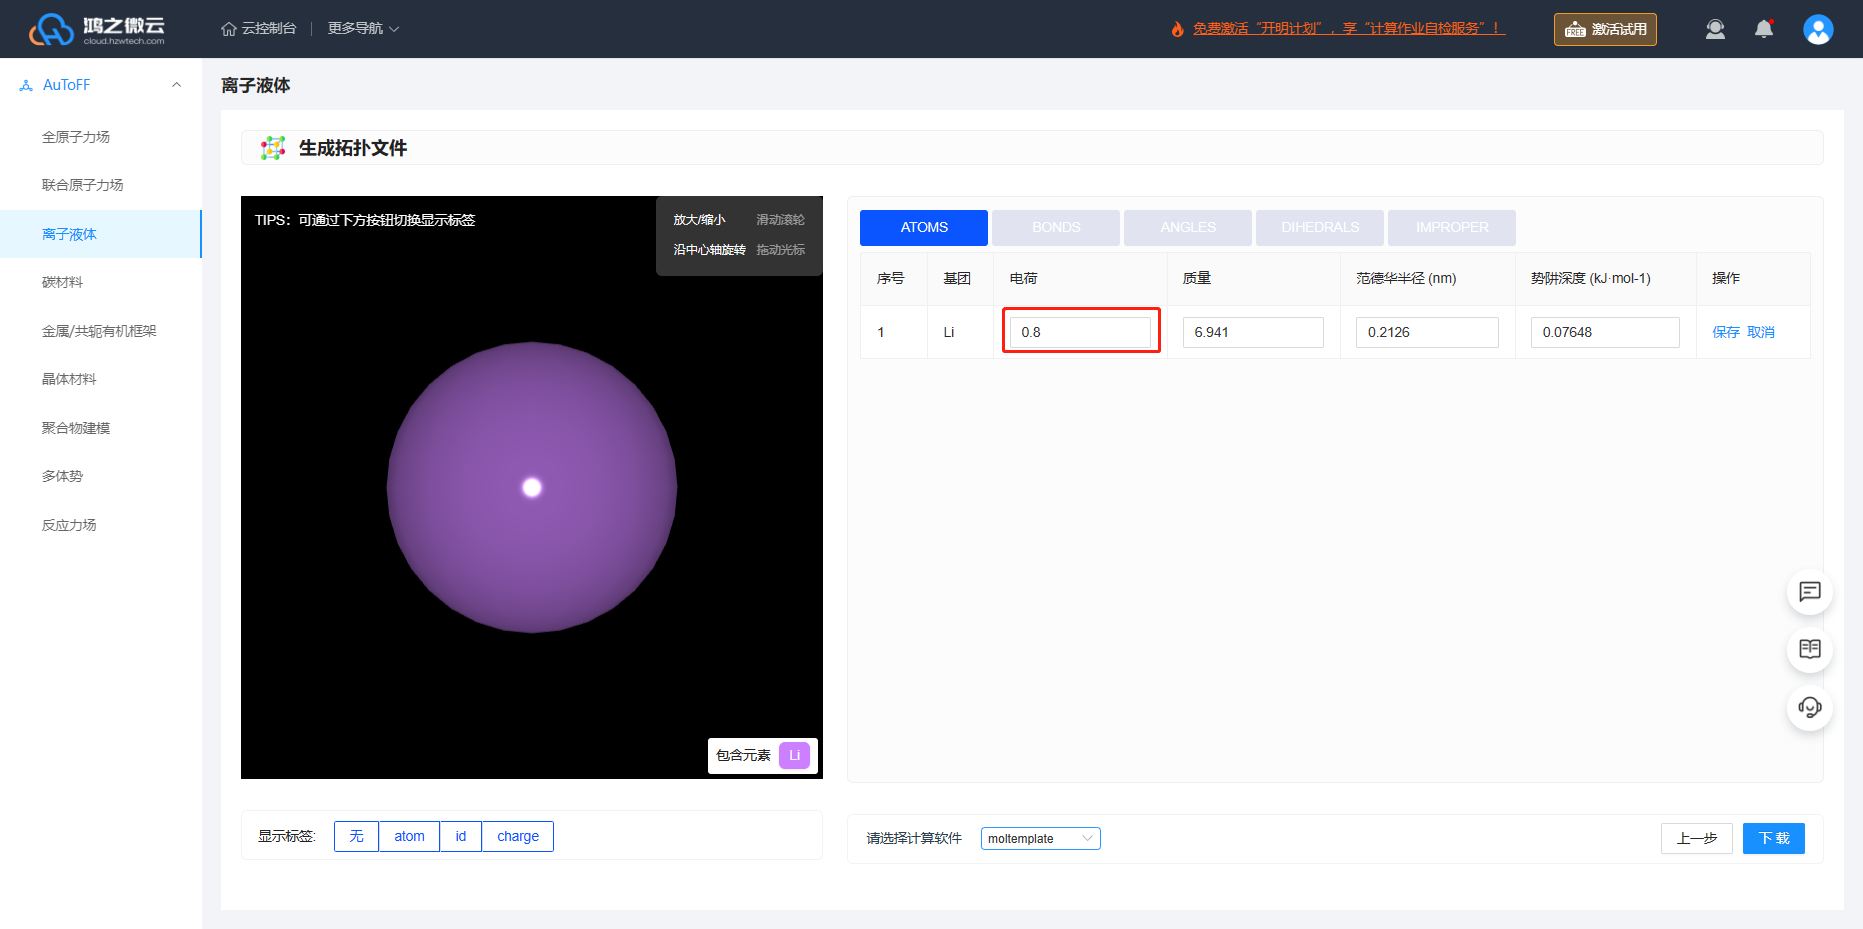 鸿之微云
cloud.hzwtech.com
云控制台
更多导航
免费激活“开明计划”，享“计算作业自检服务”！
FREE 激活试用
AuToFF
全原子力场
联合原子力场
离子液体
碳材料
金属/共轭有机框架
晶体材料
聚合物建模
多体势
反应力场
离子液体
生成拓扑文件
TIPS：可通过下方按钮切换显示标签
放大/缩小 滑动滚轮
沿中心轴旋转 拖动光标
包含元素 Li
显示标签: 无 atom id charge
ATOMS BONDS ANGLES DIHEDRALS IMPROPER
序号 基团 电荷 质量 范德华半径 (nm) 势阱深度 (kJ·mol-1) 操作
1 Li 0.8 6.941 0.2126 0.07648 保存 取消
请选择计算软件 moltemplate 上一步 下 载